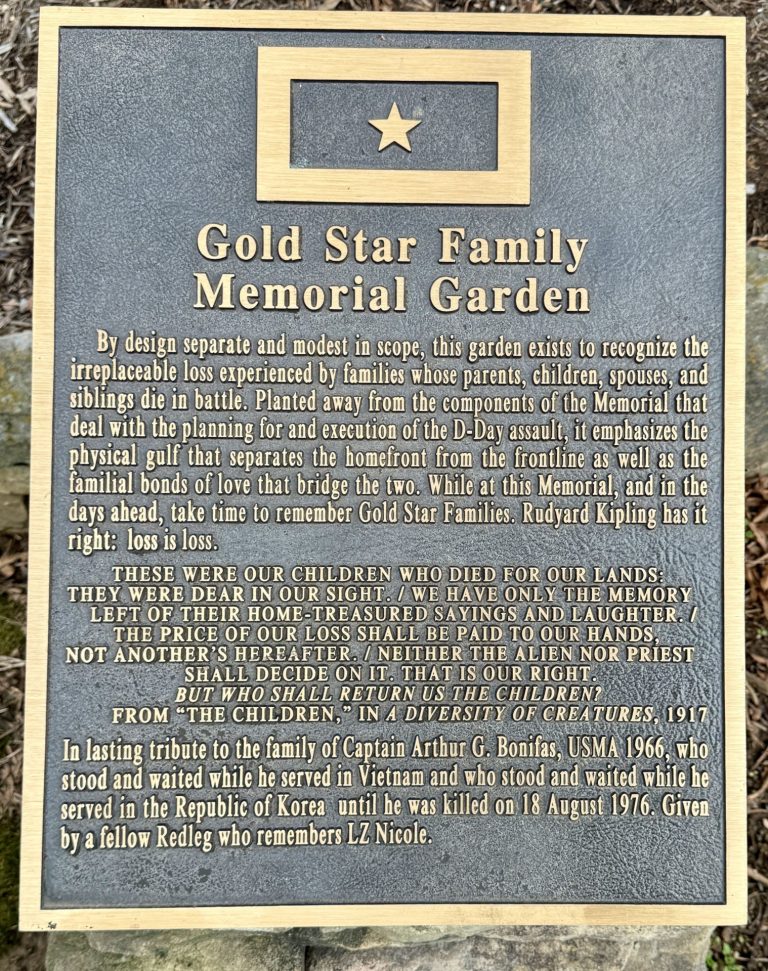 Gold Star Family
Memorial Garden
By design separate and modest in scope, this garden exists to recognize the
irreplaceable loss experienced by families whose parents, children, spouses, and
siblings die in battle. Planted away from the components of the Memorial that
deal with the planning for and execution of the D-Day assault, it emphasizes the
physical gulf that separates the homefront from the frontline as well as the
familial bonds of love that bridge the two. While at this Memorial, and in the
days ahead, take time to remember Gold Star Families. Rudyard Kipling has it
right: loss is loss.
THESE WERE OUR CHILDREN WHO DIED FOR OUR LANDS:
THEY WERE DEAR IN OUR SIGHT. / WE HAVE ONLY THE MEMORY
LEFT OF THEIR HOME-TREASURED SAYINGS AND LAUGHTER. /
THE PRICE OF OUR LOSS SHALL BE PAID TO OUR HANDS,
NOT ANOTHER'S HEREAFTER. / NEITHER THE ALIEN NOR PRIEST
SHALL DECIDE ON IT. THAT IS OUR RIGHT.
BUT WHO SHALL RETURN US THE CHILDREN?
FROM "THE CHILDREN," IN A DIVERSITY OF CREATURES, 1917
In lasting tribute to the family of Captain Arthur G. Bonifas, USMA 1966, who
stood and waited while he served in Vietnam and who stood and waited while he
served in the Republic of Korea until he was killed on 18 August 1976. Given
by a fellow Redleg who remembers LZ Nicole.